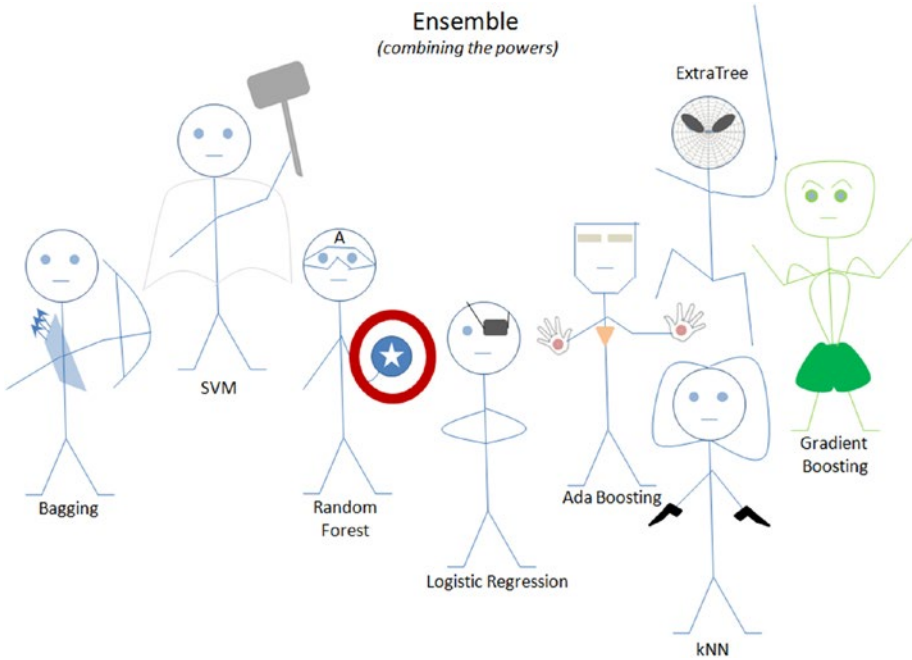 Ensemble
(combining the powers)
ExtraTree
A
SVM
Bagging
Random
Forest
Logistic Regression
Ada Boosting
Gradient
Boosting
kNN